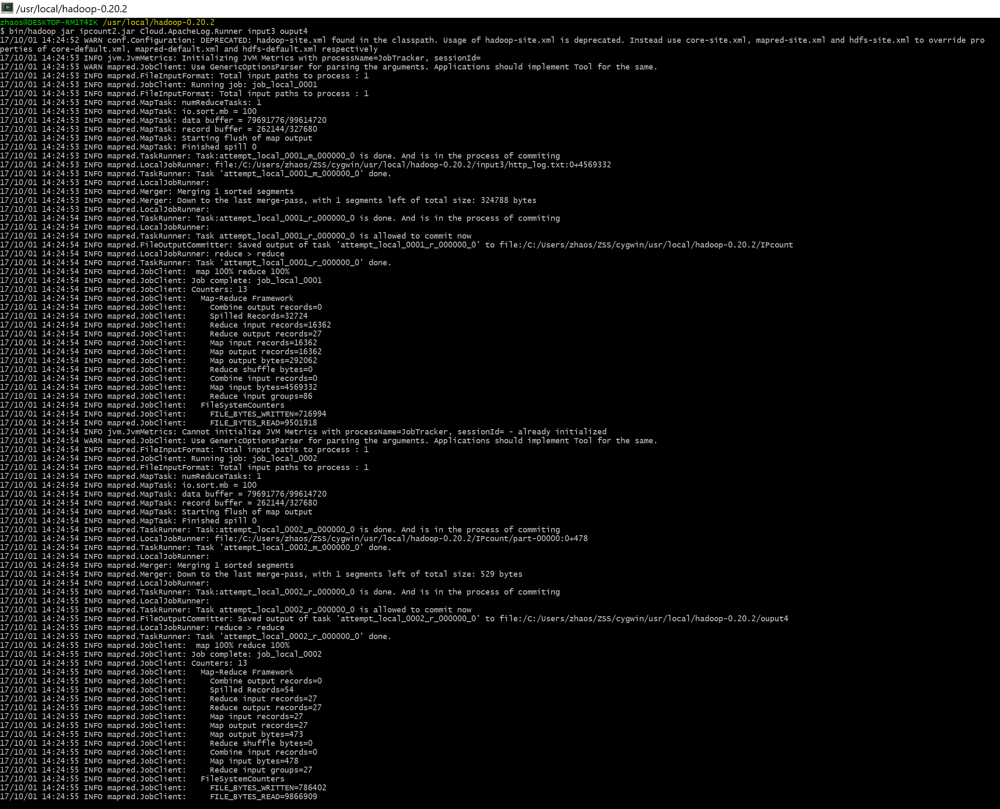 /usr/local/hadoop-0.20.2
zhaos@DESKTOP-RM1T4IK /usr/local/hadoop-0.20.2
$ bin/hadoop jar ipcount2.jar Cloud.ApacheLog.Runner input3 ouput4
17/10/01 14:24:52 WARN conf.Configuration: DEPRECATED: hadoop-site.xml found in the classpath. Usage of hadoop-site.xml is deprecated. Instead use core-site.xml, mapred-site.xml and hdfs-site.xml to override pro
perties of core-default.xml, mapred-default.xml and hdfs-default.xml respectively
17/10/01 14:24:53 INFO jvm.JvmMetrics: Initializing JVM Metrics with processName=JobTracker, sessionId=
17/10/01 14:24:53 WARN mapred.JobClient: Use GenericOptionsParser for parsing the arguments. Applications should implement Tool for the same.
17/10/01 14:24:53 INFO mapred.FileInputFormat: Total input paths to process : 1
17/10/01 14:24:53 INFO mapred.JobClient: Running job: job_local_0001
17/10/01 14:24:53 INFO mapred.FileInputFormat: Total input paths to process : 1
17/10/01 14:24:53 INFO mapred.MapTask: numReduceTasks: 1
17/10/01 14:24:53 INFO mapred.MapTask: io.sort.mb = 100
17/10/01 14:24:53 INFO mapred.MapTask: data buffer = 79691776/99614720
17/10/01 14:24:53 INFO mapred.MapTask: record buffer = 262144/327680
17/10/01 14:24:53 INFO mapred.MapTask: Starting flush of map output
17/10/01 14:24:53 INFO mapred.MapTask: Finished spill 0
17/10/01 14:24:53 INFO mapred.TaskRunner: Task:attempt_local_0001_m_000000_0 is done. And is in the process of commiting
17/10/01 14:24:53 INFO mapred.LocalJobRunner: file:/C:/Users/zhaos/ZSS/cygwin/usr/local/hadoop-0.20.2/input3/http_log.txt:0+4569332
17/10/01 14:24:53 INFO mapred.TaskRunner: Task 'attempt_local_0001_m_000000_0' done.
17/10/01 14:24:53 INFO mapred.LocalJobRunner:
17/10/01 14:24:53 INFO mapred.Merger: Merging 1 sorted segments
17/10/01 14:24:53 INFO mapred.Merger: Down to the last merge-pass, with 1 segments left of total size: 324788 bytes
17/10/01 14:24:53 INFO mapred.LocalJobRunner:
17/10/01 14:24:54 INFO mapred.TaskRunner: Task:attempt_local_0001_r_000000_0 is done. And is in the process of commiting
17/10/01 14:24:54 INFO mapred.LocalJobRunner:
17/10/01 14:24:54 INFO mapred.TaskRunner: Task attempt_local_0001_r_000000_0 is allowed to commit now
17/10/01 14:24:54 INFO mapred.FileOutputCommitter: Saved output of task 'attempt_local_0001_r_000000_0' to file:/C:/Users/zhaos/ZSS/cygwin/usr/local/hadoop-0.20.2/IPcount
17/10/01 14:24:54 INFO mapred.LocalJobRunner: reduce > reduce
17/10/01 14:24:54 INFO mapred.TaskRunner: Task 'attempt_local_0001_r_000000_0' done.
17/10/01 14:24:54 INFO mapred.JobClient:  map 100% reduce 100%
17/10/01 14:24:54 INFO mapred.JobClient: Job complete: job_local_0001
17/10/01 14:24:54 INFO mapred.JobClient: Counters: 13
17/10/01 14:24:54 INFO mapred.JobClient:   Map-Reduce Framework
17/10/01 14:24:54 INFO mapred.JobClient:     Combine output records=0
17/10/01 14:24:54 INFO mapred.JobClient:     Spilled Records=32724
17/10/01 14:24:54 INFO mapred.JobClient:     Reduce input records=16362
17/10/01 14:24:54 INFO mapred.JobClient:     Reduce output records=27
17/10/01 14:24:54 INFO mapred.JobClient:     Map input records=16362
17/10/01 14:24:54 INFO mapred.JobClient:     Map output records=16362
17/10/01 14:24:54 INFO mapred.JobClient:     Map output bytes=292062
17/10/01 14:24:54 INFO mapred.JobClient:     Reduce shuffle bytes=0
17/10/01 14:24:54 INFO mapred.JobClient:     Combine input records=0
17/10/01 14:24:54 INFO mapred.JobClient:     Map input bytes=4569332
17/10/01 14:24:54 INFO mapred.JobClient:     Reduce input groups=86
17/10/01 14:24:54 INFO mapred.JobClient:   FileSystemCounters
17/10/01 14:24:54 INFO mapred.JobClient:     FILE_BYTES_WRITTEN=716994
17/10/01 14:24:54 INFO mapred.JobClient:     FILE_BYTES_READ=9501918
17/10/01 14:24:54 INFO jvm.JvmMetrics: Cannot initialize JVM Metrics with processName=JobTracker, sessionId= - already initialized
17/10/01 14:24:54 WARN mapred.JobClient: Use GenericOptionsParser for parsing the arguments. Applications should implement Tool for the same.
17/10/01 14:24:54 INFO mapred.FileInputFormat: Total input paths to process : 1
17/10/01 14:24:54 INFO mapred.JobClient: Running job: job_local_0002
17/10/01 14:24:54 INFO mapred.FileInputFormat: Total input paths to process : 1
17/10/01 14:24:54 INFO mapred.MapTask: numReduceTasks: 1
17/10/01 14:24:54 INFO mapred.MapTask: io.sort.mb = 100
17/10/01 14:24:54 INFO mapred.MapTask: data buffer = 79691776/99614720
17/10/01 14:24:54 INFO mapred.MapTask: record buffer = 262144/327680
17/10/01 14:24:54 INFO mapred.MapTask: Starting flush of map output
17/10/01 14:24:54 INFO mapred.MapTask: Finished spill 0
17/10/01 14:24:54 INFO mapred.TaskRunner: Task:attempt_local_0002_m_000000_0 is done. And is in the process of commiting
17/10/01 14:24:54 INFO mapred.LocalJobRunner: file:/C:/Users/zhaos/ZSS/cygwin/usr/local/hadoop-0.20.2/IPcount/part-00000:0+478
17/10/01 14:24:54 INFO mapred.TaskRunner: Task 'attempt_local_0002_m_000000_0' done.
17/10/01 14:24:54 INFO mapred.LocalJobRunner:
17/10/01 14:24:54 INFO mapred.Merger: Merging 1 sorted segments
17/10/01 14:24:54 INFO mapred.Merger: Down to the last merge-pass, with 1 segments left of total size: 529 bytes
17/10/01 14:24:54 INFO mapred.LocalJobRunner:
17/10/01 14:24:55 INFO mapred.TaskRunner: Task:attempt_local_0002_r_000000_0 is done. And is in the process of commiting
17/10/01 14:24:55 INFO mapred.LocalJobRunner:
17/10/01 14:24:55 INFO mapred.TaskRunner: Task attempt_local_0002_r_000000_0 is allowed to commit now
17/10/01 14:24:55 INFO mapred.FileOutputCommitter: Saved output of task 'attempt_local_0002_r_000000_0' to file:/C:/Users/zhaos/ZSS/cygwin/usr/local/hadoop-0.20.2/ouput4
17/10/01 14:24:55 INFO mapred.LocalJobRunner: reduce > reduce
17/10/01 14:24:55 INFO mapred.TaskRunner: Task 'attempt_local_0002_r_000000_0' done.
17/10/01 14:24:55 INFO mapred.JobClient:  map 100% reduce 100%
17/10/01 14:24:55 INFO mapred.JobClient: Job complete: job_local_0002
17/10/01 14:24:55 INFO mapred.JobClient: Counters: 13
17/10/01 14:24:55 INFO mapred.JobClient:   Map-Reduce Framework
17/10/01 14:24:55 INFO mapred.JobClient:     Combine output records=0
17/10/01 14:24:55 INFO mapred.JobClient:     Spilled Records=54
17/10/01 14:24:55 INFO mapred.JobClient:     Reduce input records=27
17/10/01 14:24:55 INFO mapred.JobClient:     Reduce output records=27
17/10/01 14:24:55 INFO mapred.JobClient:     Map input records=27
17/10/01 14:24:55 INFO mapred.JobClient:     Map output records=27
17/10/01 14:24:55 INFO mapred.JobClient:     Map output bytes=473
17/10/01 14:24:55 INFO mapred.JobClient:     Reduce shuffle bytes=0
17/10/01 14:24:55 INFO mapred.JobClient:     Combine input records=0
17/10/01 14:24:55 INFO mapred.JobClient:     Map input bytes=478
17/10/01 14:24:55 INFO mapred.JobClient:     Reduce input groups=27
17/10/01 14:24:55 INFO mapred.JobClient:   FileSystemCounters
17/10/01 14:24:55 INFO mapred.JobClient:     FILE_BYTES_WRITTEN=786402
17/10/01 14:24:55 INFO mapred.JobClient:     FILE_BYTES_READ=9866909